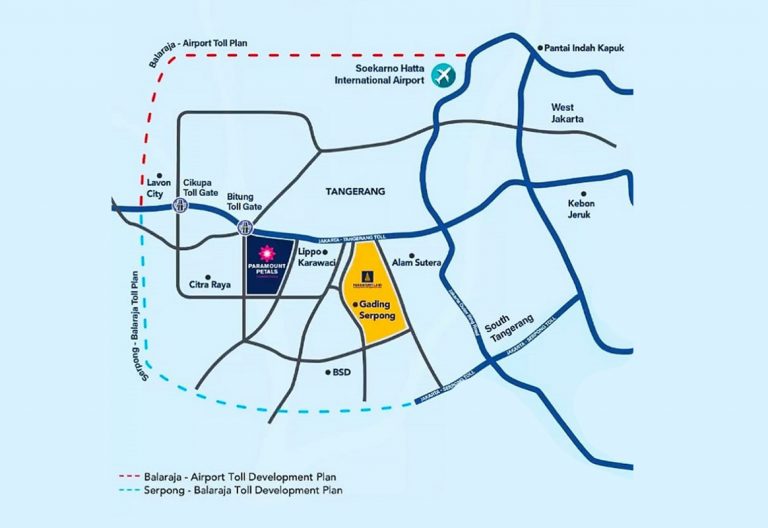 Balaraja - Airport Toll Plan
Pantai Indah Kapuk
Soekarno Hatta
International Airport
West
Jakarta
Lavon
City
Cikupa
Toll Gate
Bitung
Toll Gate
TANGERANG
Kebon
Jeruk
JAKARTA - TANGERANG TOLL
PARAMOUNT
PETALS
Lippo
Karawaci
Alam Sutera
Citra Raya
PARAMOUNT LAND
Gading
Serpong
South
Tangerang
Serpong - Balaraja Toll Plan
JAKARTA - SERPONG TOLL
BSD
JAKARTA - SERPONG TOLL
Balaraja - Airport Toll Development Plan
Serpong - Balaraja Toll Development Plan